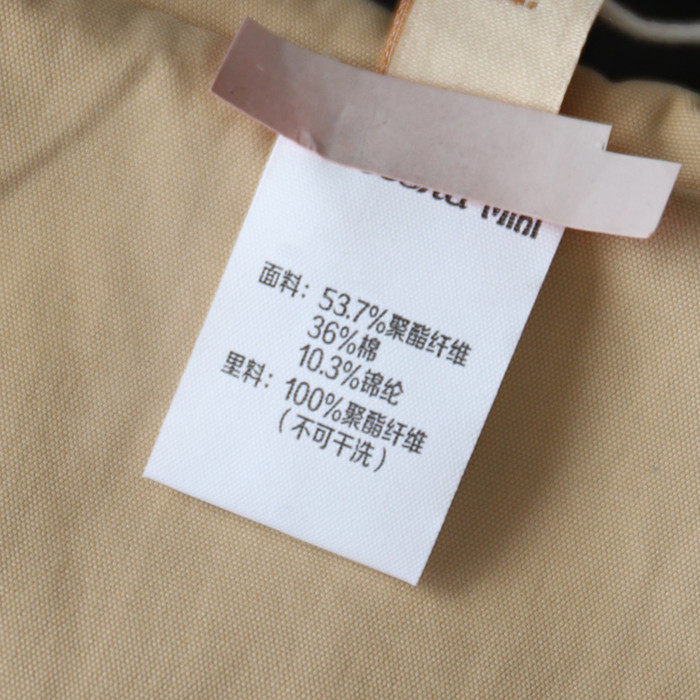 Mini
面料：53.7%聚酯纤维
36%棉
10.3%锦纶
里料：100%聚酯纤维
（不可干洗）